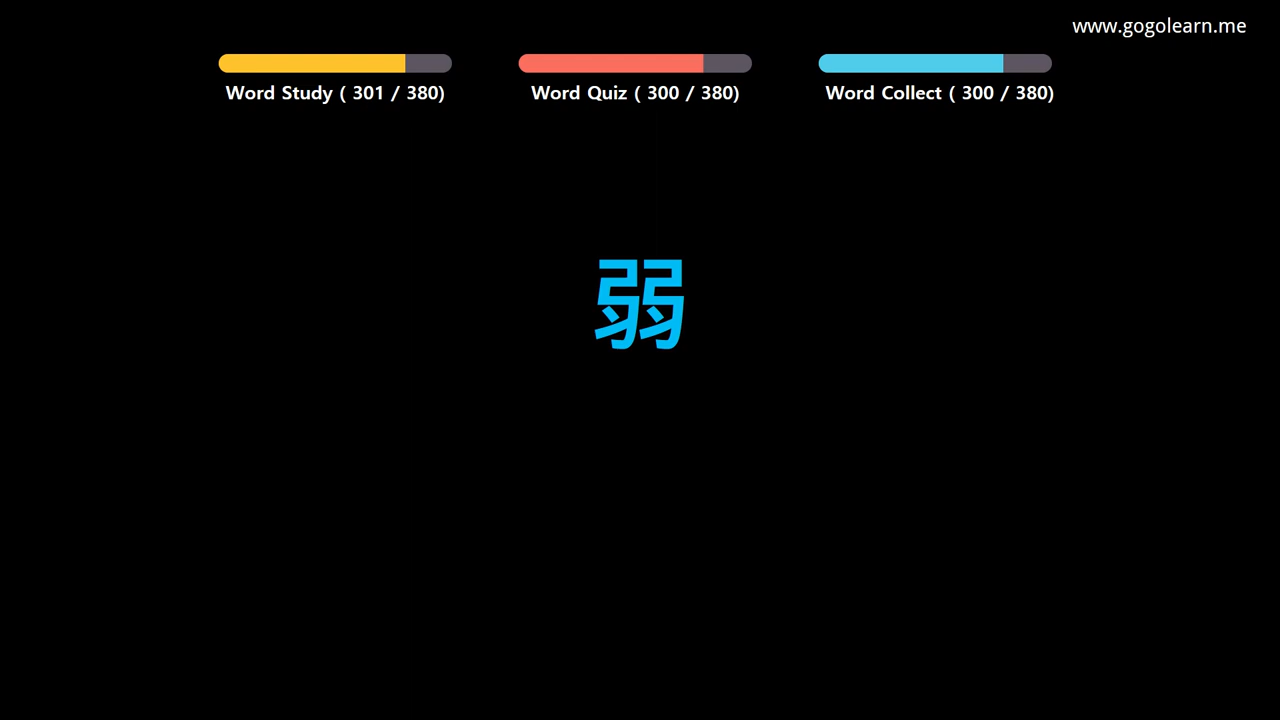 www.gogolearn.me
Word Study ( 301 / 380)
Word Quiz ( 300 / 380)
Word Collect ( 300 / 380)
弱